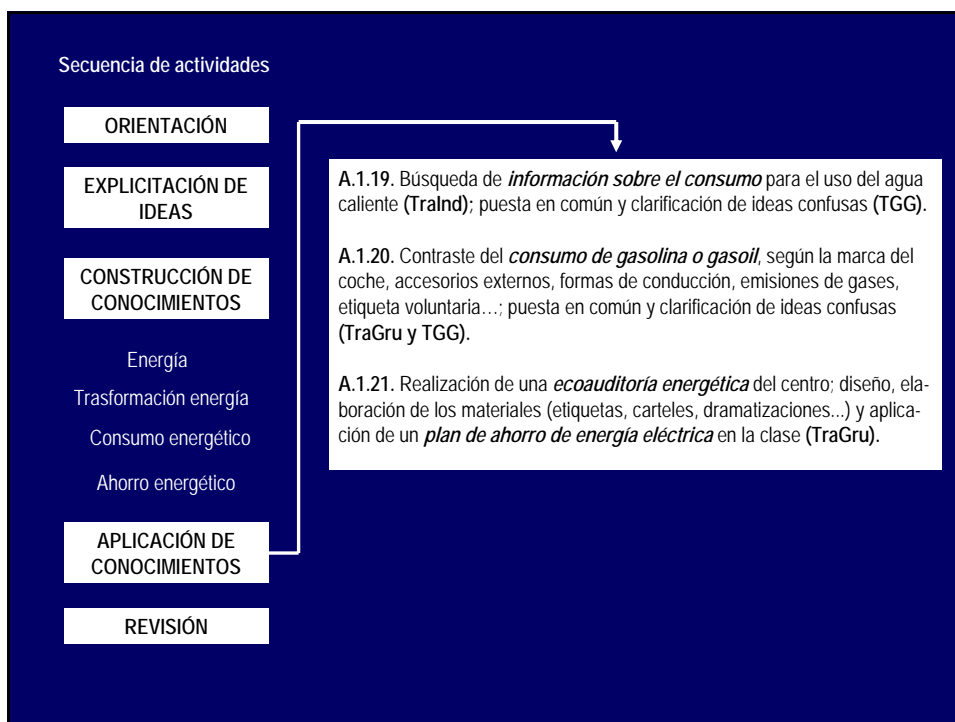 Secuencia de actividades
ORIENTACIÓN
EXPLICITACIÓN DE
IDEAS
CONSTRUCCIÓN DE
CONOCIMIENTOS
Energía
Trasformación energía
Consumo energético
Ahorro energético
APLICACIÓN DE
CONOCIMIENTOS
REVISIÓN
A.1.19. Búsqueda de información sobre el consumo para el uso del agua
caliente (TraInd); puesta en común y clarificación de ideas confusas (TGG).
A.1.20. Contraste del consumo de gasolina o gasoil, según la marca del
coche, accesorios externos, formas de conducción, emisiones de gases,
etiqueta voluntaria…; puesta en común y clarificación de ideas confusas
(TraGru y TGG).
A.1.21. Realización de una ecoauditoría energética del centro; diseño, ela-
boración de los materiales (etiquetas, carteles, dramatizaciones...) y aplica-
ción de un plan de ahorro de energía eléctrica en la clase (TraGru).